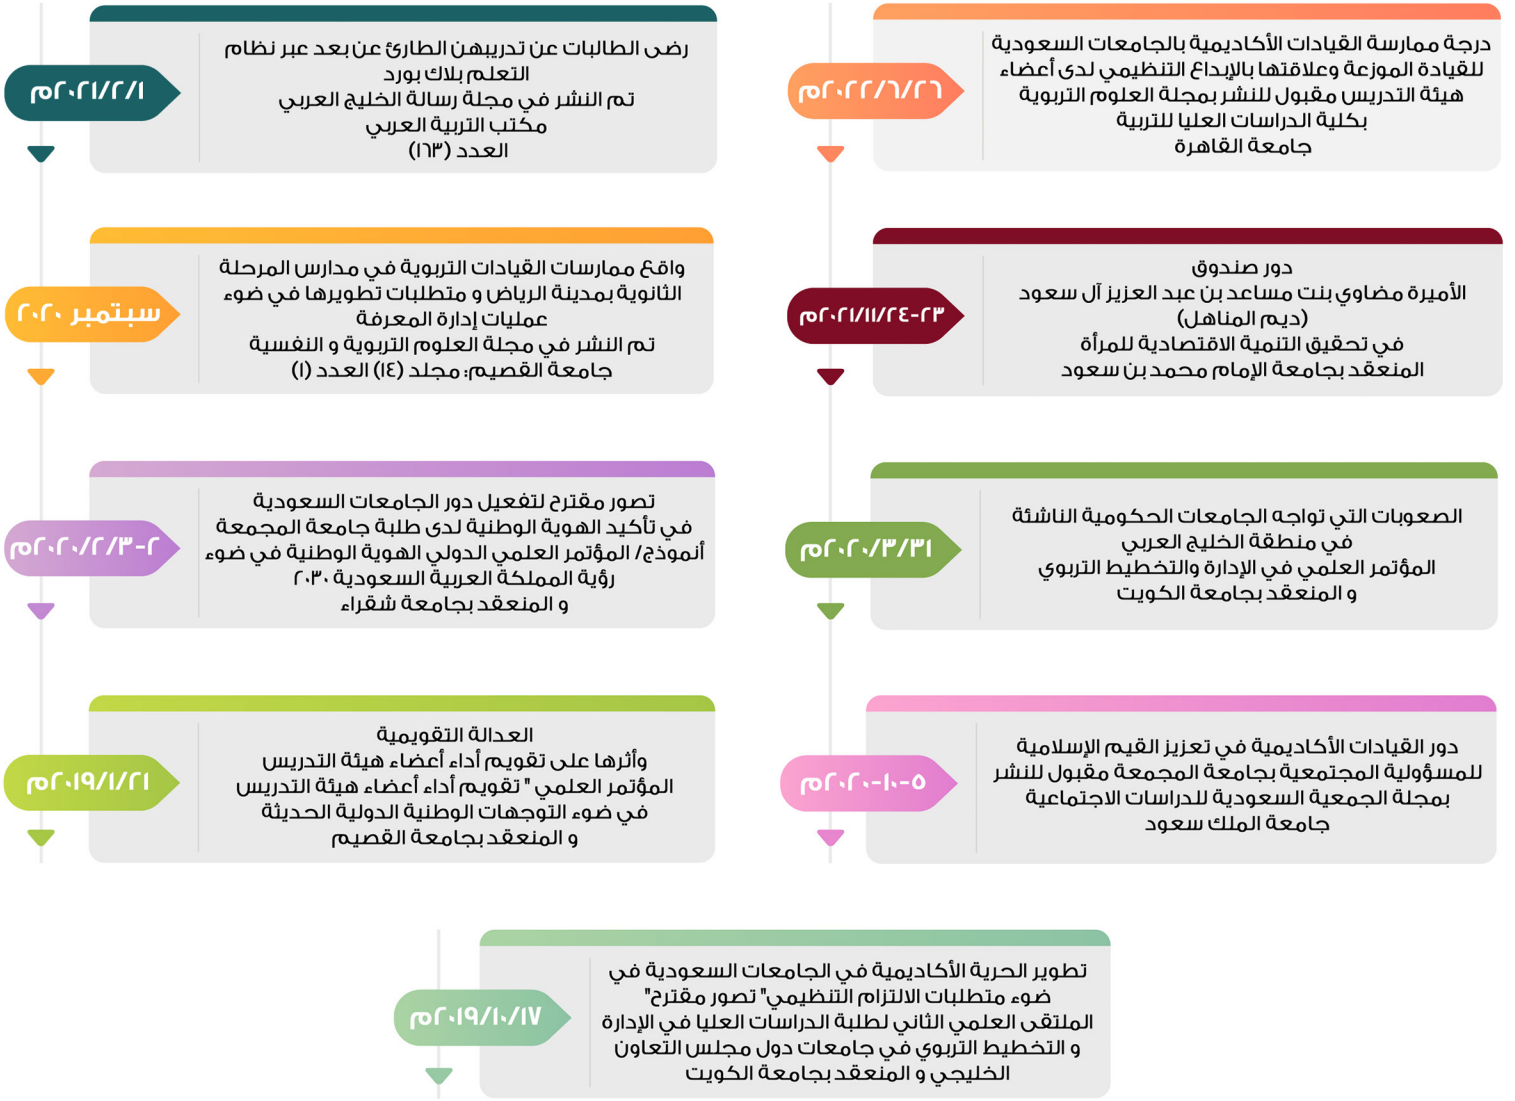 درجة ممارسة القيادات الأكاديمية بالجامعات السعودية
للقيادة الموزعة وعلاقتها بالإبداع التنظيمي لدى أعضاء
هيئة التدريس مقبول للنشر بمجلة العلوم التربوية
بكلية الدراسات العليا للتربية
جامعة القاهرة
٢٠٢٢/٦/٢٦م
رضى الطالبات عن تدريبهن الطارئ عن بعد عبر نظام
التعلم بلاك بورد
تم النشر في مجلة رسالة الخليج العربي
مكتب التربية العربي
العدد (١٦٣)
٢٠٢١/٢/١م
دور صندوق
الأميرة مضاوي بنت مساعد بن عبد العزيز آل سعود
(ديم المناهل)
في تحقيق التنمية الاقتصادية للمرأة
المنعقد بجامعة الإمام محمد بن سعود
٢٣-٢٠٢١/١١/٢٤م
واقع ممارسات القيادات التربوية في مدارس المرحلة
الثانوية بمدينة الرياض و متطلبات تطويرها في ضوء
عمليات إدارة المعرفة
تم النشر في مجلة العلوم التربوية و النفسية
جامعة القصيم: مجلد (١٤) العدد (١)
سبتمبر ٢٠٢٠
الصعوبات التي تواجه الجامعات الحكومية الناشئة
في منطقة الخليج العربي
المؤتمر العلمي في الإدارة والتخطيط التربوي
و المنعقد بجامعة الكويت
٢٠٢٠/٣/٣١م
تصور مقترح لتفعيل دور الجامعات السعودية
في تأكيد الهوية الوطنية لدى طلبة جامعة المجمعة
أنموذج/ المؤتمر العلمي الدولي الهوية الوطنية في ضوء
رؤية المملكة العربية السعودية ٢٠٣٠
و المنعقد بجامعة شقراء
٢-٢٠٢٠/٢/٣م
دور القيادات الأكاديمية في تعزيز القيم الإسلامية
للمسؤولية المجتمعية بجامعة المجمعة مقبول للنشر
بمجلة الجمعية السعودية للدراسات الاجتماعية
جامعة الملك سعود
٥-١٠-٢٠٢٠م
العدالة التقويمية
وأثرها على تقويم أداء أعضاء هيئة التدريس
المؤتمر العلمي " تقويم أداء أعضاء هيئة التدريس
في ضوء التوجهات الوطنية الدولية الحديثة
و المنعقد بجامعة القصيم
٢٠١٩/١/٢١م
تطوير الحرية الأكاديمية في الجامعات السعودية في
ضوء متطلبات الالتزام التنظيمي" تصور مقترح"
الملتقى العلمي الثاني لطلبة الدراسات العليا في الإدارة
و التخطيط التربوي في جامعات دول مجلس التعاون
الخليجي و المنعقد بجامعة الكويت
٢٠١٩/١٠/١٧م